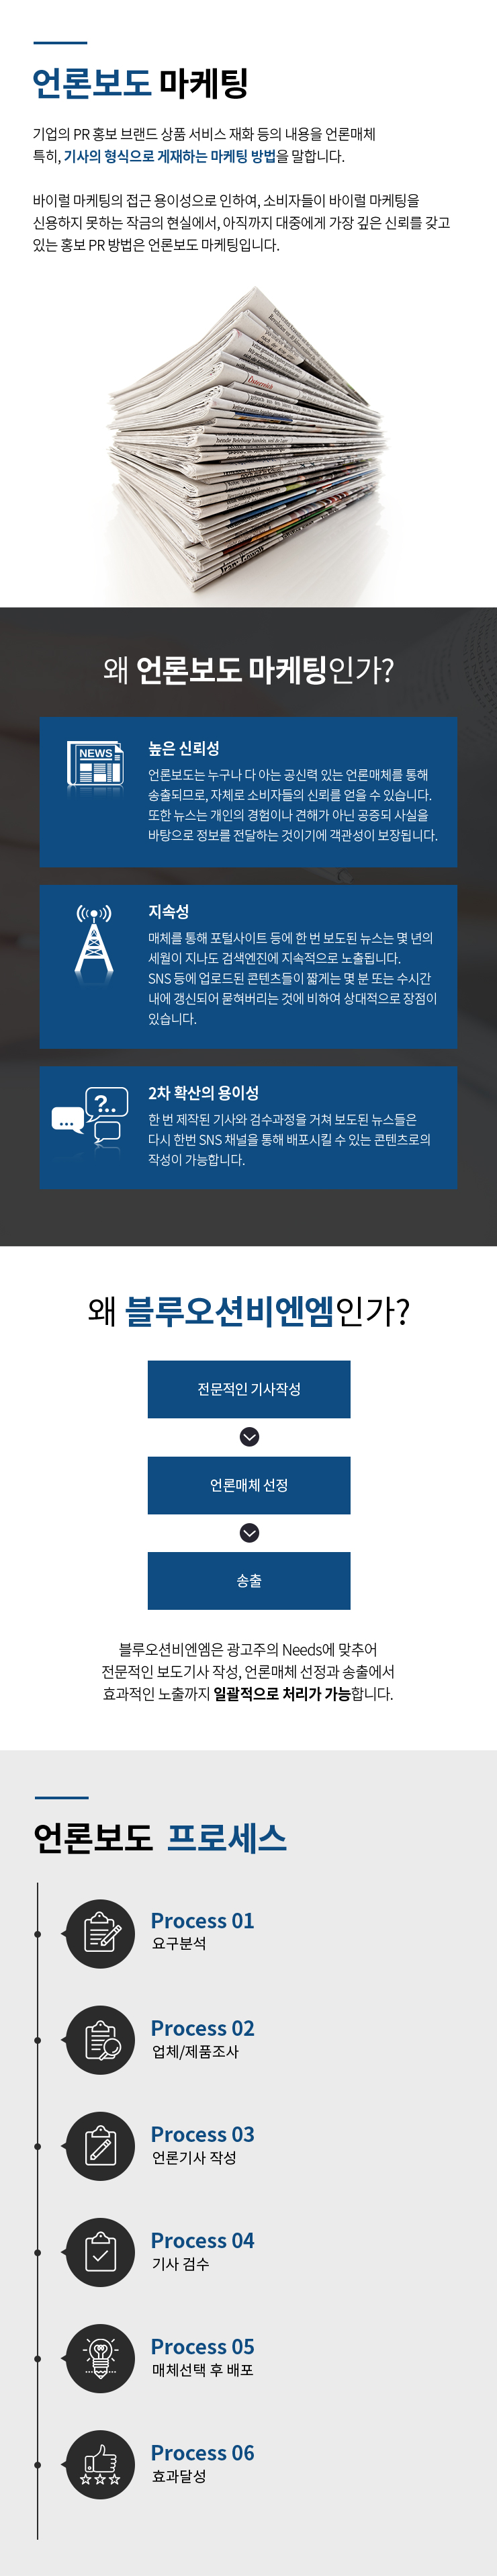 언론보도 마케팅
기업의 PR 홍보 브랜드 상품 서비스 재화 등의 내용을 언론매체
특히, 기사의 형식으로 게재하는 마케팅 방법을 말합니다.
바이럴 마케팅의 접근 용이성으로 인하여, 소비자들이 바이럴 마케팅을
신용하지 못하는 작금의 현실에서, 아직까지 대중에게 가장 깊은 신뢰를 갖고
있는 홍보 PR 방법은 언론보도 마케팅입니다.
Österreich
왜 언론보도 마케팅인가?
NEWS
높은 신뢰성
언론보도는 누구나 다 아는 공신력 있는 언론매체를 통해
송출되므로, 자체로 소비자들의 신뢰를 얻을 수 있습니다.
또한 뉴스는 개인의 경험이나 견해가 아닌 공증되 사실을
바탕으로 정보를 전달하는 것이기에 객관성이 보장됩니다.
지속성
매체를 통해 포털사이트 등에 한 번 보도된 뉴스는 몇 년의
세월이 지나도 검색엔진에 지속적으로 노출됩니다.
SNS 등에 업로드된 콘텐츠들이 짧게는 몇 분 또는 수시간
내에 갱신되어 묻혀버리는 것에 비하여 상대적으로 장점이
있습니다.
?..
...
2차 확산의 용이성
한 번 제작된 기사와 검수과정을 거쳐 보도된 뉴스들은
다시 한번 SNS 채널을 통해 배포시킬 수 있는 콘텐츠로의
작성이 가능합니다.
왜 블루오션비엔엠인가?
전문적인 기사작성
언론매체 선정
송출
블루오션비엔엠은 광고주의 Needs에 맞추어
전문적인 보도기사 작성, 언론매체 선정과 송출에서
효과적인 노출까지 일괄적으로 처리가 가능합니다.
언론보도 프로세스
Process 01
요구분석
Process 02
업체/제품조사
Process 03
언론기사 작성
Process 04
기사 검수
Process 05
매체선택 후 배포
Process 06
효과달성